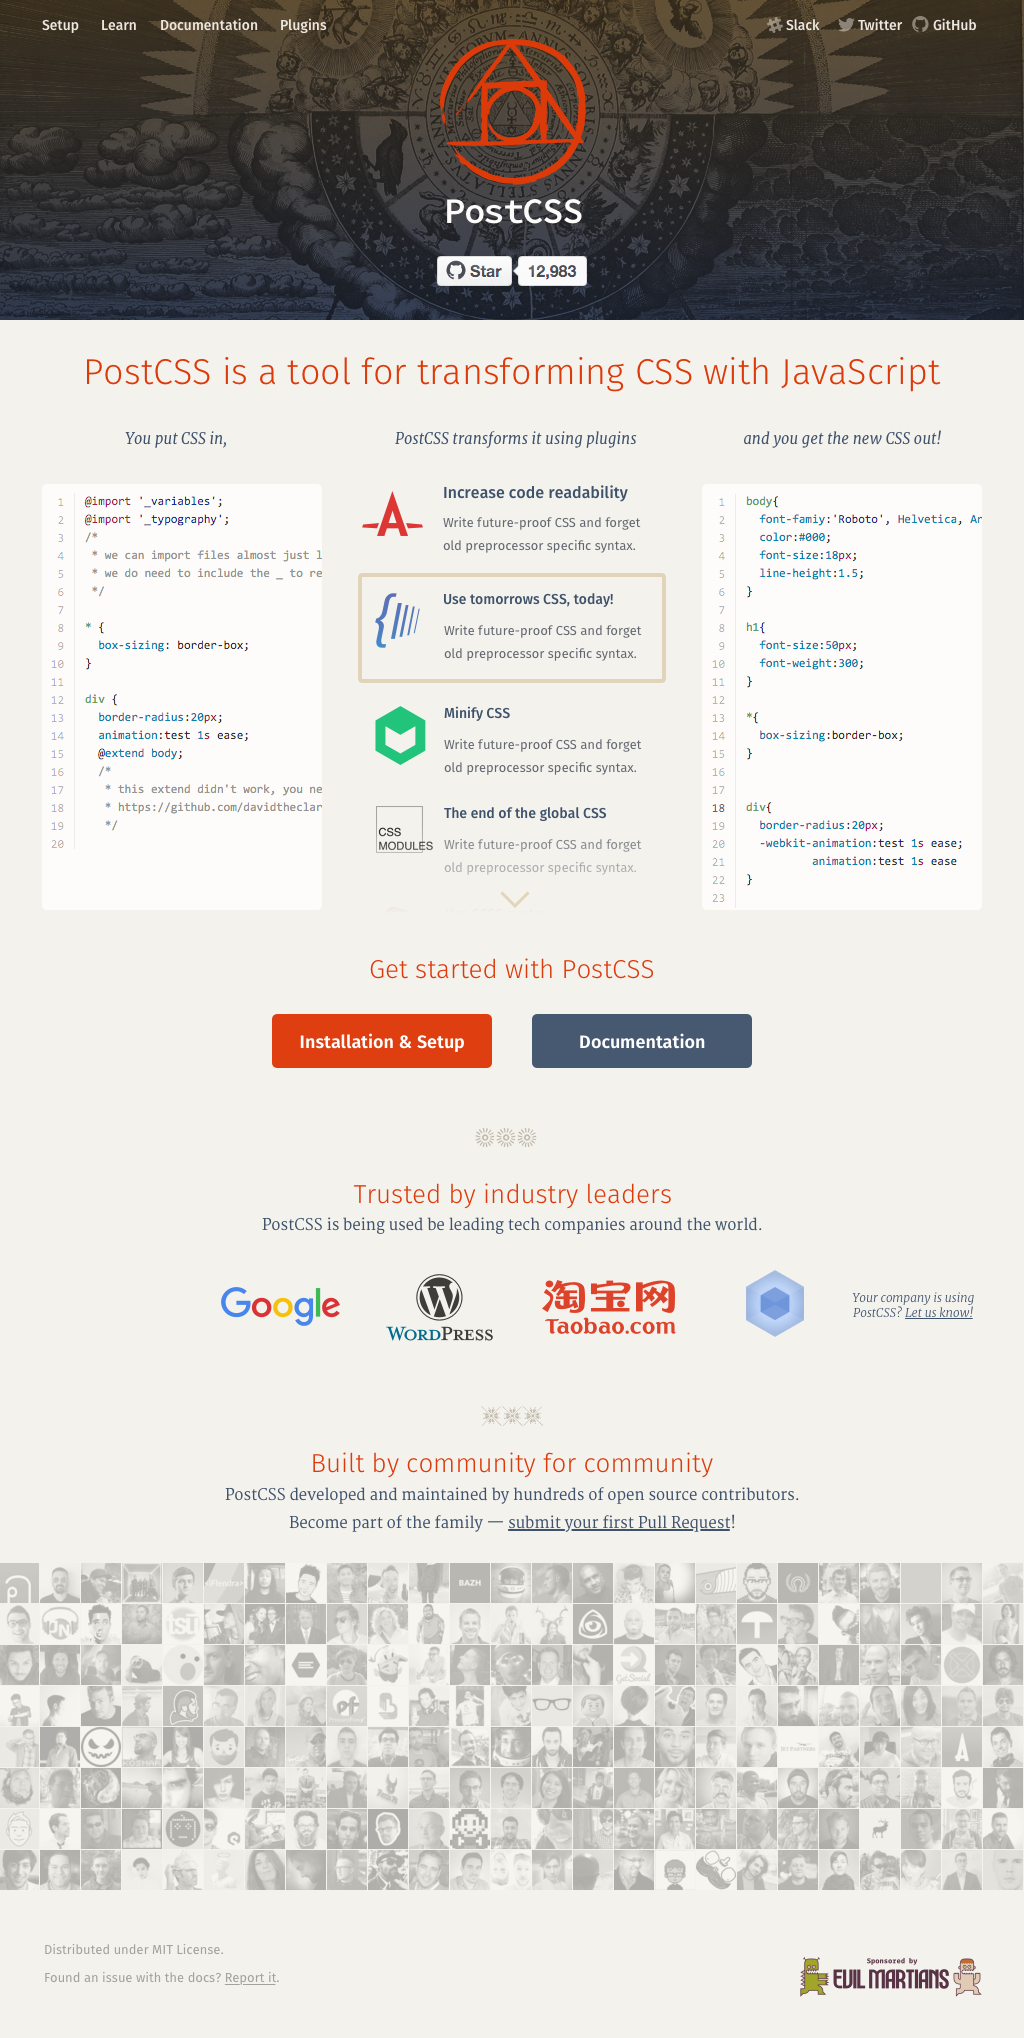 Setup Learn Documentation Plugins
Slack Twitter GitHub
PostCSS
Star 12,983
PostCSS is a tool for transforming CSS with JavaScript
You put CSS in,
1 @import '_variables';
2 @import '_typography';
3 /*
4 * we can import files almost just l
5 * we do need to include the _ to re
6 */
7
8 * {
9 box-sizing: border-box;
10 }
11
12 div {
13 border-radius:20px;
14 animation:test 1s ease;
15 @extend body;
16 /*
17 * this extend didn't work, you ne
18 * https://github.com/davidtheclar
19 */
20
PostCSS transforms it using plugins
Increase code readability
Write future-proof CSS and forget
old preprocessor specific syntax.
Use tomorrows CSS, today!
Write future-proof CSS and forget
old preprocessor specific syntax.
Minify CSS
Write future-proof CSS and forget
old preprocessor specific syntax.
CSS
MODULES
The end of the global CSS
Write future-proof CSS and forget
old preprocessor specific syntax.
and you get the new CSS out!
1 body{
2 font-famiy:'Roboto', Helvetica, Ar
3 color:#000;
4 font-size:18px;
5 line-height:1.5;
6 }
7
8 h1{
9 font-size:50px;
10 font-weight:300;
11 }
12
13 *{
14 box-sizing:border-box;
15 }
16
17
18 div{
19 border-radius:20px;
20 -webkit-animation:test 1s ease;
21 animation:test 1s ease
22 }
23
Get started with PostCSS
Installation & Setup
Documentation
Trusted by industry leaders
PostCSS is being used be leading tech companies around the world.
Google
WORDPRESS
淘宝网
Taobao.com
Your company is using
PostCSS? Let us know!
Built by community for community
PostCSS developed and maintained by hundreds of open source contributors.
Become part of the family — submit your first Pull Request!
BAZH
Distributed under MIT License.
Found an issue with the docs? Report it.
Sponsored by
EVIL MARTIANS